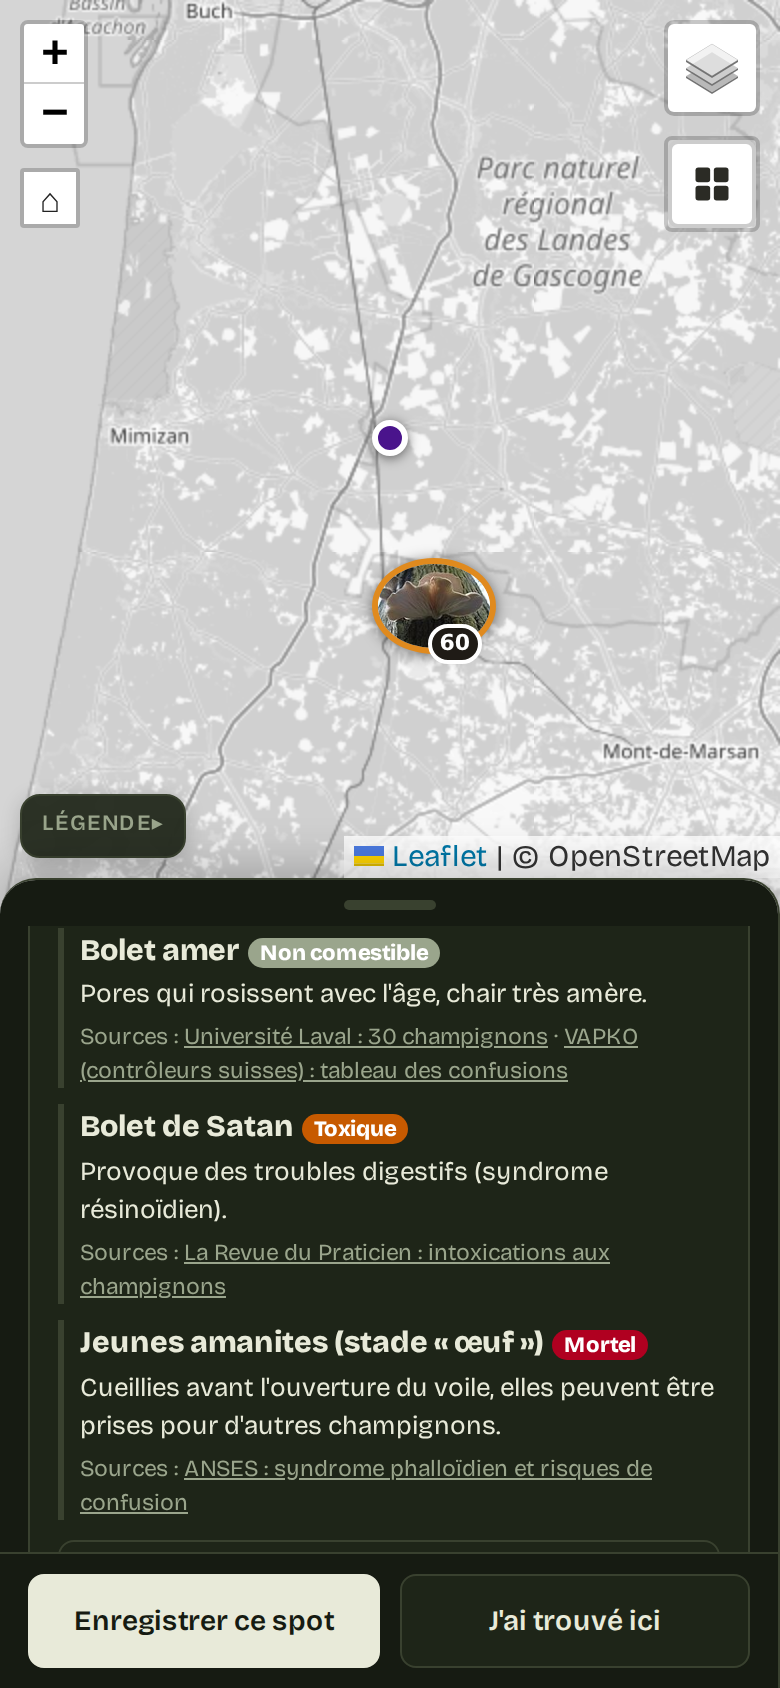 Bassin
d'Arcachon
Buch
+
−
⌂
Parc naturel
régional
des Landes
de Gascogne
Mimizan
60
Mont-de-Marsan
LÉGENDE▸
Leaflet | © OpenStreetMap
Bolet amer Non comestible
Pores qui rosissent avec l'âge, chair très amère.
Sources : Université Laval : 30 champignons · VAPKO
(contrôleurs suisses) : tableau des confusions
Bolet de Satan Toxique
Provoque des troubles digestifs (syndrome
résinoïdien).
Sources : La Revue du Praticien : intoxications aux
champignons
Jeunes amanites (stade « œuf ») Mortel
Cueillies avant l'ouverture du voile, elles peuvent être
prises pour d'autres champignons.
Sources : ANSES : syndrome phalloïdien et risques de
confusion
Enregistrer ce spot
J'ai trouvé ici